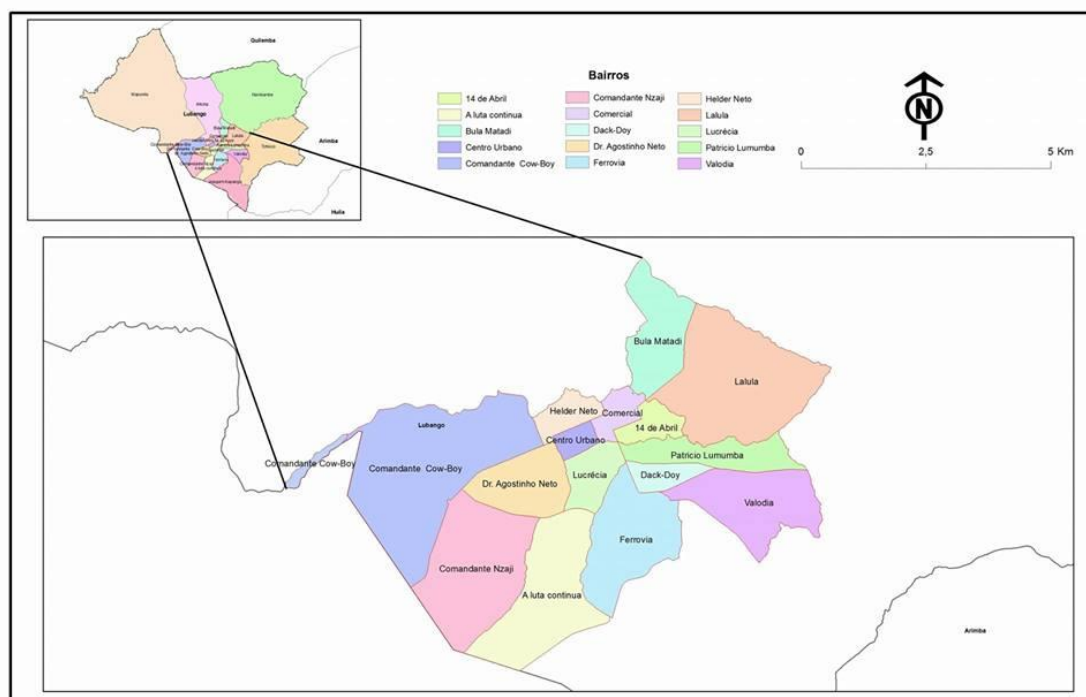 Quilemba
Lubango
Arimba
Huila
Bairros
14 de Abril
A luta continua
Bula Matadi
Centro Urbano
Comandante Cow-Boy
Comandante Nzaji
Comercial
Dack-Doy
Dr. Agostinho Neto
Ferrovia
Helder Neto
Lalula
Lucrécia
Patricio Lumumba
Valodia
N
0 2,5 5 Km
Bula Matadi
Lalula
Helder Neto
Comercial
Lubango
14 de Abril
Centro Urbano
Patricio Lumumba
Comandante Cow-Boy
Comandante Cow-Boy
Lucrécia
Dack-Doy
Dr. Agostinho Neto
Valodia
Ferrovia
Comandante Nzaji
A luta continua
Arimba